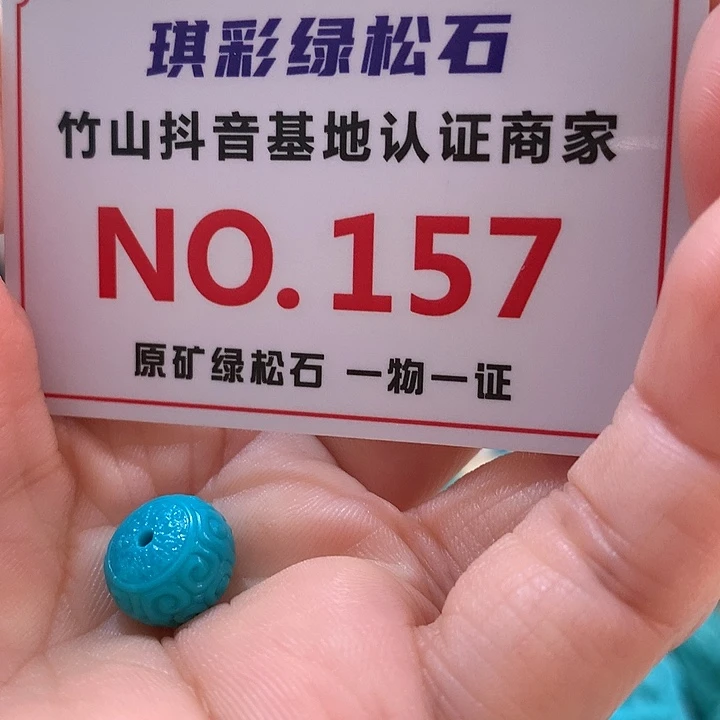 琪彩绿松石
竹山抖音基地认证商家
NO.157
原矿绿松石 一物一证